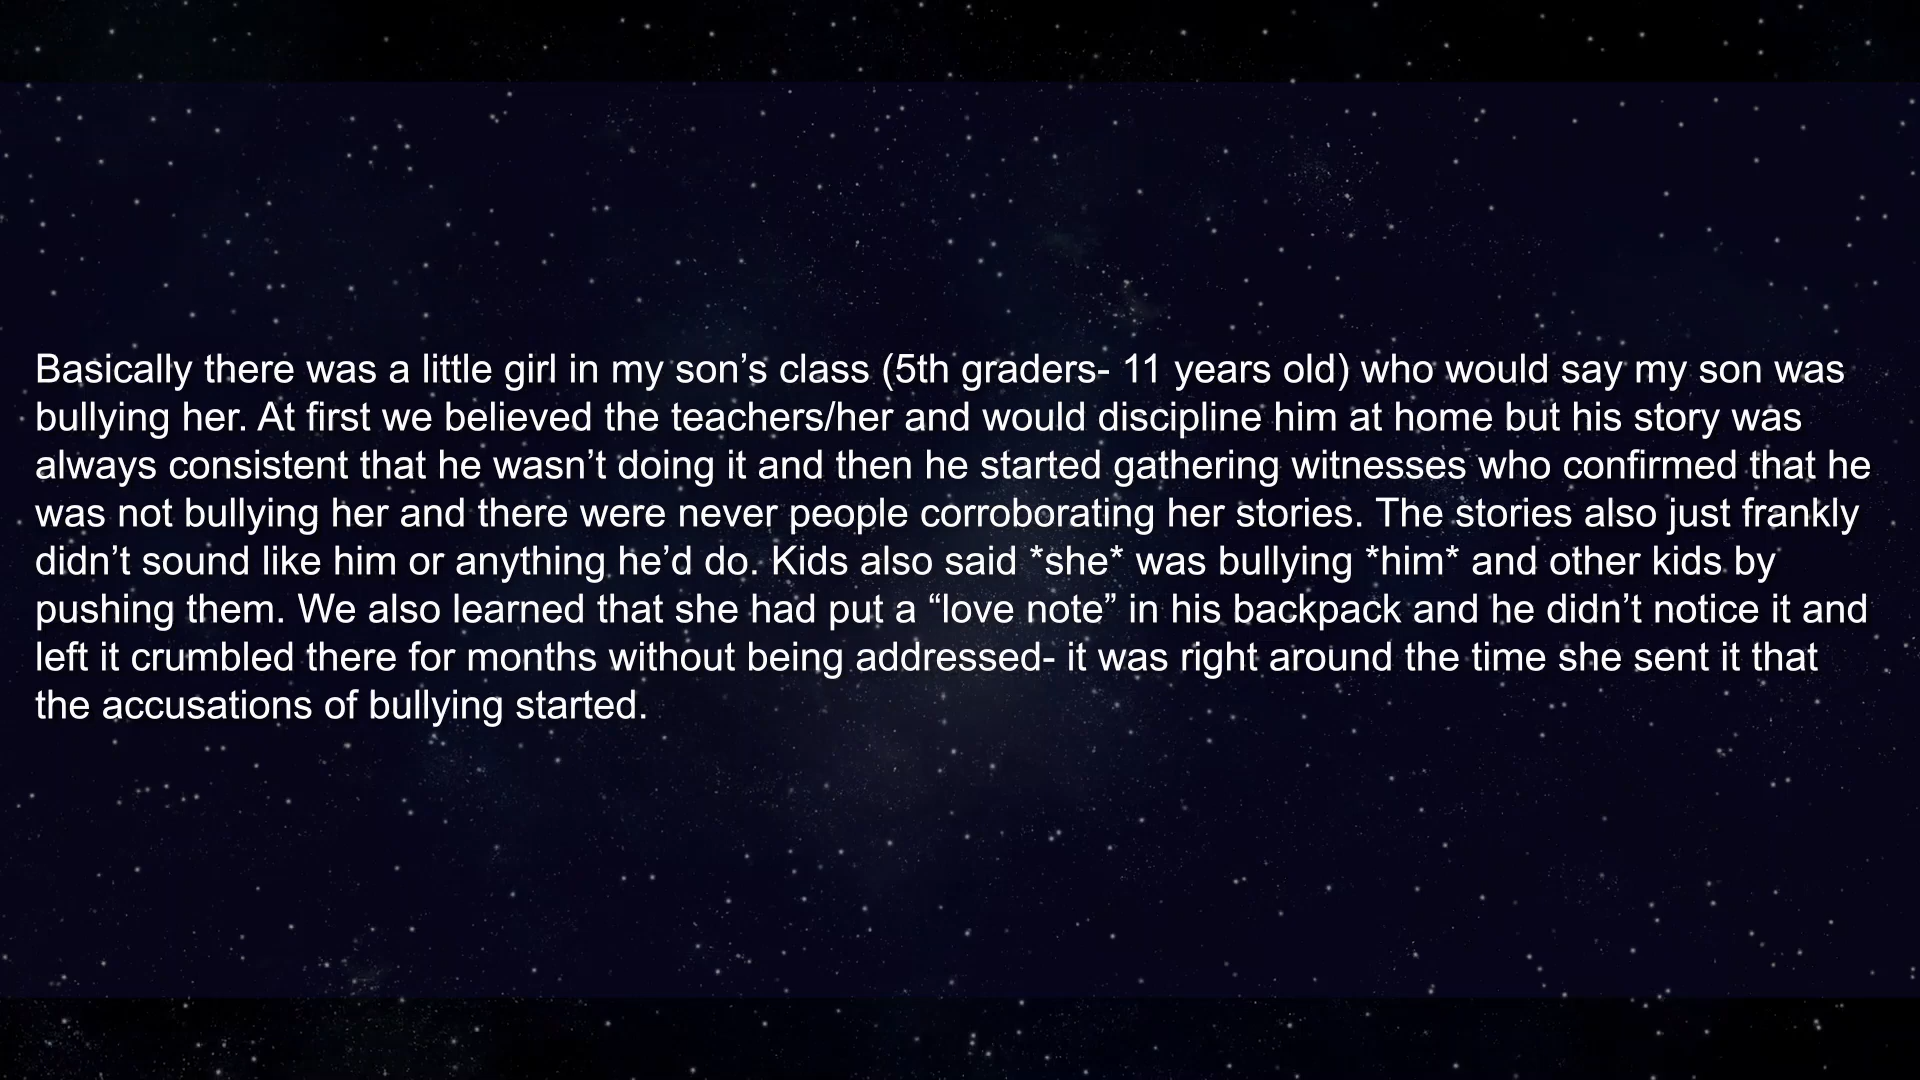 Basically there was a little girl in my son’s class (5th graders- 11 years old) who would say my son was
bullying her. At first we believed the teachers/her and would discipline him at home but his story was
always consistent that he wasn’t doing it and then he started gathering witnesses who confirmed that he
was not bullying her and there were never people corroborating her stories. The stories also just frankly
didn’t sound like him or anything he’d do. Kids also said *she* was bullying *him* and other kids by
pushing them. We also learned that she had put a “love note” in his backpack and he didn’t notice it and
left it crumbled there for months without being addressed- it was right around the time she sent it that
the accusations of bullying started.